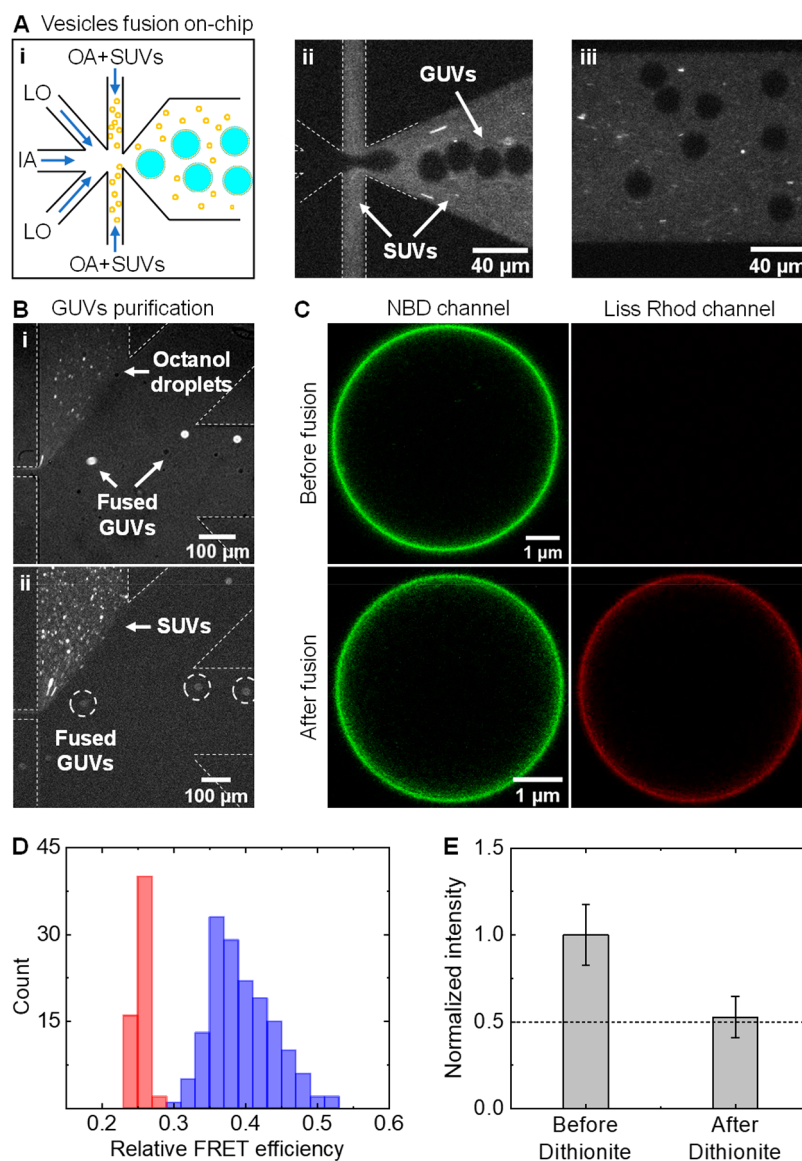 A Vesicles fusion on-chip
i
OA+SUVs
LO
IA
LO
OA+SUVs
ii
GUVs
SUVs
40 µm
iii
40 µm
B GUVs purification
i
Octanol
droplets
Fused
GUVs
100 µm
ii
SUVs
Fused
GUVs
100 µm
C NBD channel Liss Rhod channel
Before fusion
1 µm
After fusion
1 µm
D
45
30
15
0
Count
0.2 0.3 0.4 0.5 0.6
Relative FRET efficiency
E
1.5
1.0
0.5
0.0
Normalized intensity
Before
Dithionite
After
Dithionite